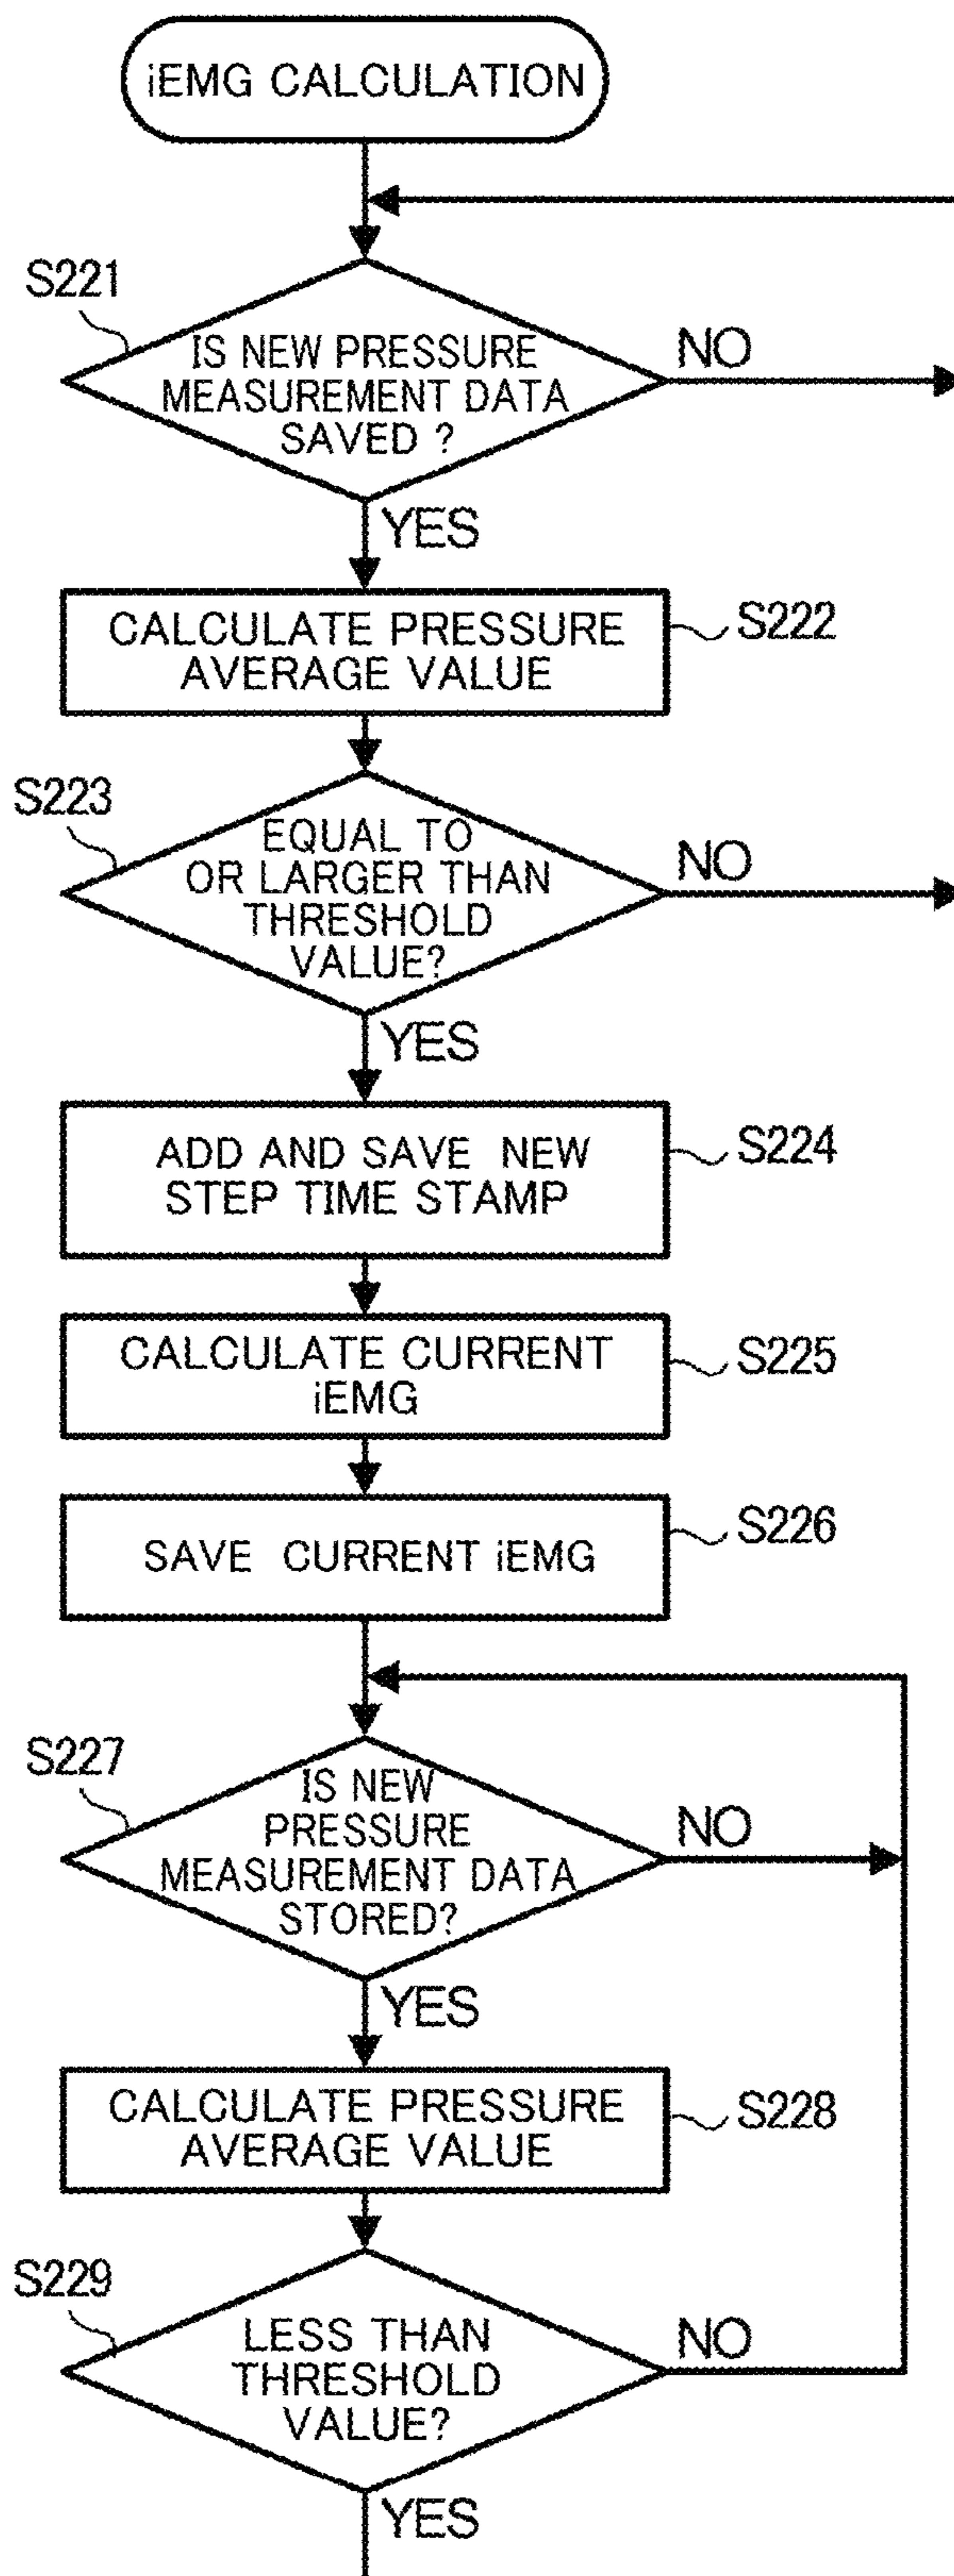 iEMG CALCULATION
S221
IS NEW PRESSURE
MEASUREMENT DATA
SAVED ?
NO
YES
CALCULATE PRESSURE
AVERAGE VALUE
S222
S223
EQUAL TO
OR LARGER THAN
THRESHOLD
VALUE?
NO
YES
ADD AND SAVE NEW
STEP TIME STAMP
S224
CALCULATE CURRENT
iEMG
S225
SAVE CURRENT iEMG
S226
S227
IS NEW
PRESSURE
MEASUREMENT DATA
STORED?
NO
YES
CALCULATE PRESSURE
AVERAGE VALUE
S228
S229
LESS THAN
THRESHOLD
VALUE?
NO
YES